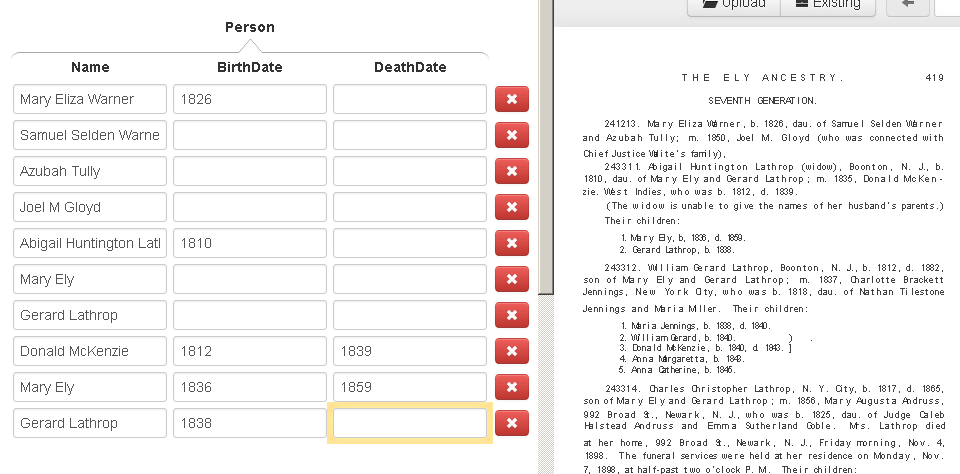 Person
Name BirthDate DeathDate
Mary Eliza Warner 1826
Samuel Selden Warne
Azubah Tully
Joel M Gloyd
Abigail Huntington Latl 1810
Mary Ely
Gerard Lathrop
Donald McKenzie 1812 1839
Mary Ely 1836 1859
Gerard Lathrop 1838
Upload Existing
THE ELY ANCESTRY. 419
SEVENTH GENERATION.
241213. Mary Eliza Warner, b. 1826, dau. of Samuel Selden Warner
and Azubah Tully; m. 1850, Joel M. Gloyd (who was connected with
Chief Justice Waite's family),
243311. Abigail Huntington Lathrop (widow), Boonton, N. J., b.
1810, dau. of Mary Ely and Gerard Lathrop; m. 1835, Donald McKen-
zie. West Indies, who was b. 1812, d. 1839.
(The widow is unable to give the names of her husband's parents.)
Their children:
1. Mary Ely, b, 1836, d. 1859.
2. Gerard Lathrop, b. 1838.
243312. William Gerard Lathrop, Boonton, N. J., b. 1812, d. 1882,
son of Mary Ely and Gerard Lathrop; m. 1837, Charlotte Brackett
Jennings, New York City, who was b. 1818, dau. of Nathan Tilestone
Jennings and Maria Miller. Their children:
1. Maria Jennings, b. 1838, d. 1840.
2. William Gerard, b. 1840. ) .
3. Donald McKenzie, b. 1840, d. 1843. ]
4. Anna Margaretta, b. 1843.
5. Anna Catherine, b. 1845.
243314. Charles Christopher Lathrop, N. Y. City, b. 1817, d. 1865,
son of Mary Ely and Gerard Lathrop; m. 1856, Mary Augusta Andruss,
992 Broad St., Newark, N. J., who was b. 1825, dau. of Judge Caleb
Halstead Andruss and Emma Sutherland Goble. Mrs. Lathrop died
at her home, 992 Broad St., Newark, N. J., Friday morning, Nov. 4,
1898. The funeral services were held at her residence on Monday, Nov.
7, 1898, at half-past two o'clock P. M. Their children: